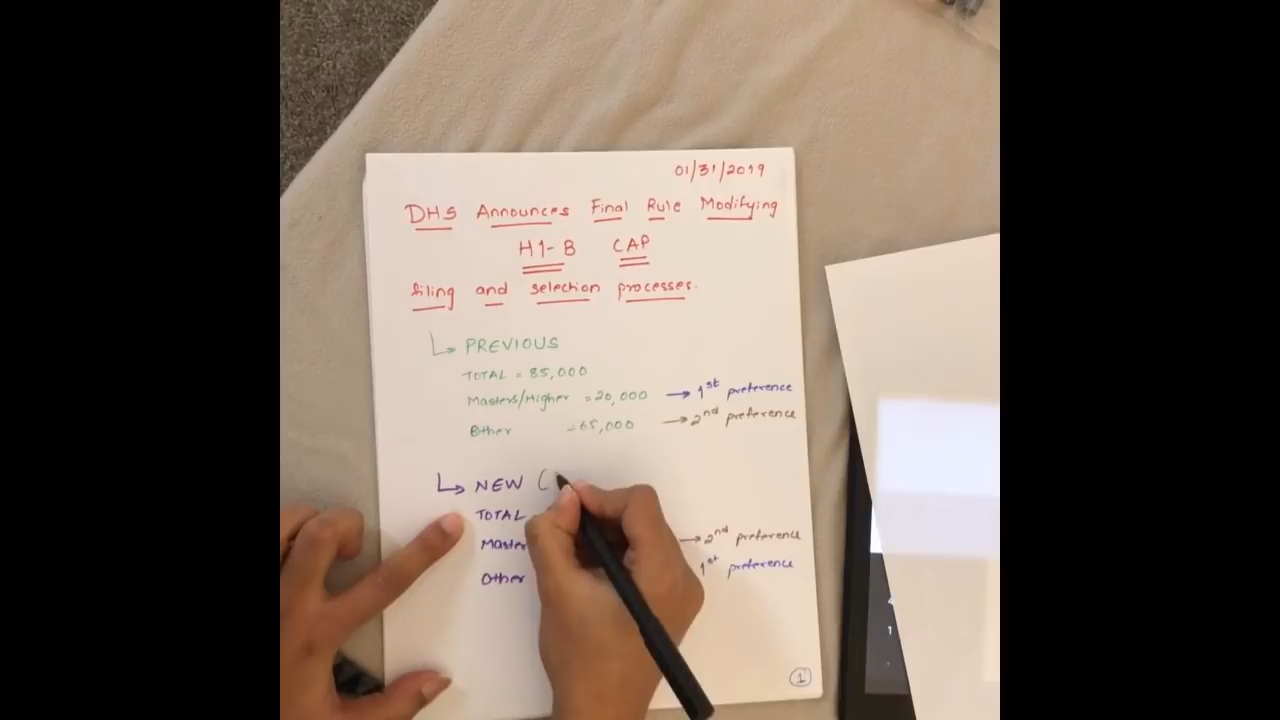 01/31/2019
DHS Announces Final Rule Modifying
H1-B CAP
filing and selection processes.
PREVIOUS
TOTAL = 85,000
Masters/Higher = 20,000 → 1st preference
Other = 65,000 → 2nd preference
NEW (
TOTAL
Master → 2nd preference
Other 1st preference
1